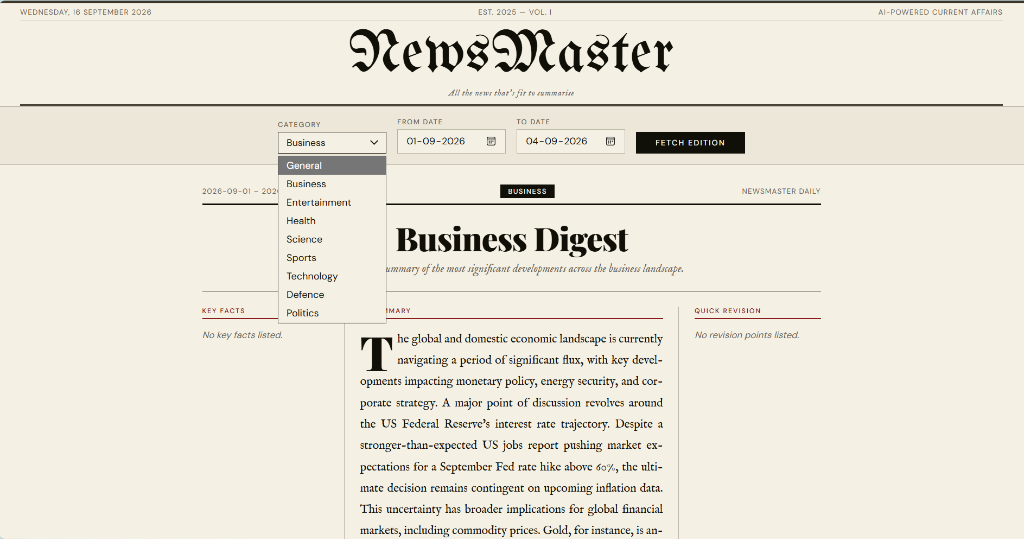 WEDNESDAY, 16 SEPTEMBER 2026
EST. 2025 — VOL. I
AI-POWERED CURRENT AFFAIRS
NewsMaster
All the news that's fit to summarise
CATEGORY
FROM DATE
TO DATE
Business
01-09-2026
04-09-2026
FETCH EDITION
General
Business
Entertainment
Health
Science
Sports
Technology
Defence
Politics
2026-09-01 –
BUSINESS
NEWSMASTER DAILY
Business Digest
of the most significant developments across the business landscape.
KEY FACTS
No key facts listed.
The global and domestic economic landscape is currently
navigating a period of significant flux, with key devel-
opments impacting monetary policy, energy security, and cor-
porate strategy. A major point of discussion revolves around
the US Federal Reserve's interest rate trajectory. Despite a
stronger-than-expected US jobs report pushing market ex-
pectations for a September Fed rate hike above 60%, the ulti-
mate decision remains contingent on upcoming inflation data.
This uncertainty has broader implications for global financial
markets, including commodity prices. Gold, for instance, is an-
QUICK REVISION
No revision points listed.